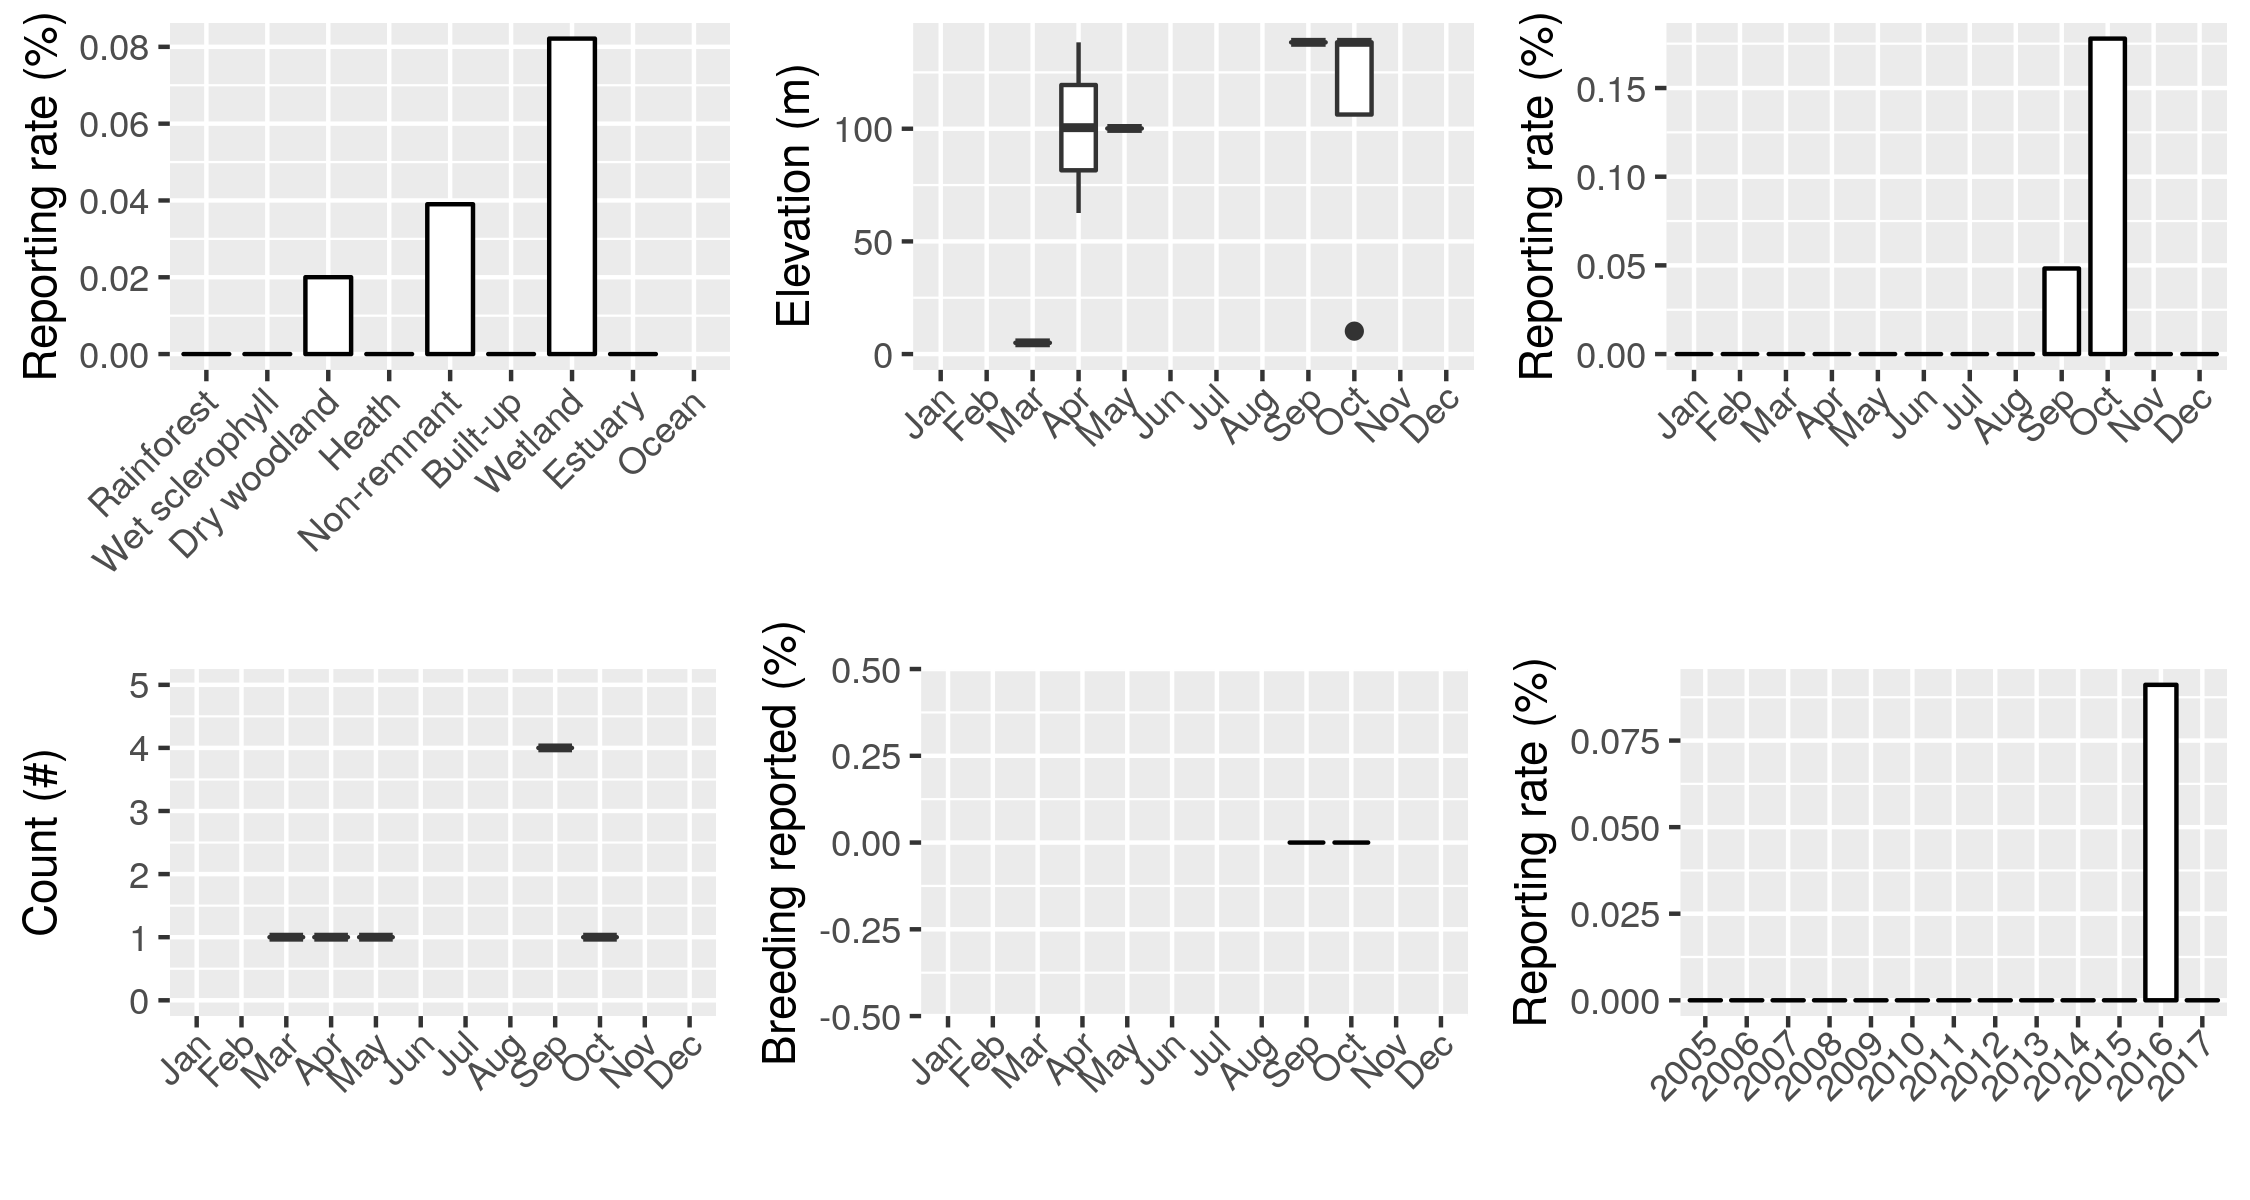 Reporting rate (%)
0.08
0.06
0.04
0.02
0.00
Rainforest
Wet sclerophyll
Dry woodland
Heath
Non-remnant
Built-up
Wetland
Estuary
Ocean
Elevation (m)
100
50
0
Jan
Feb
Mar
Apr
May
Jun
Jul
Aug
Sep
Oct
Nov
Dec
Reporting rate (%)
0.15
0.10
0.05
0.00
Jan
Feb
Mar
Apr
May
Jun
Jul
Aug
Sep
Oct
Nov
Dec
Count (#)
5
4
3
2
1
0
Jan
Feb
Mar
Apr
May
Jun
Jul
Aug
Sep
Oct
Nov
Dec
Breeding reported (%)
0.50
0.25
0.00
-0.25
-0.50
Jan
Feb
Mar
Apr
May
Jun
Jul
Aug
Sep
Oct
Nov
Dec
Reporting rate (%)
0.075
0.050
0.025
0.000
2005
2006
2007
2008
2009
2010
2011
2012
2013
2014
2015
2016
2017